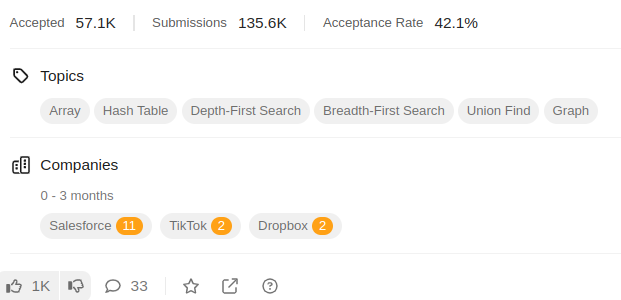 Accepted 57.1K Submissions 135.6K Acceptance Rate 42.1%
Topics
Array Hash Table Depth-First Search Breadth-First Search Union Find Graph
Companies
0 - 3 months
Salesforce 11 TikTok 2 Dropbox 2
1K 33